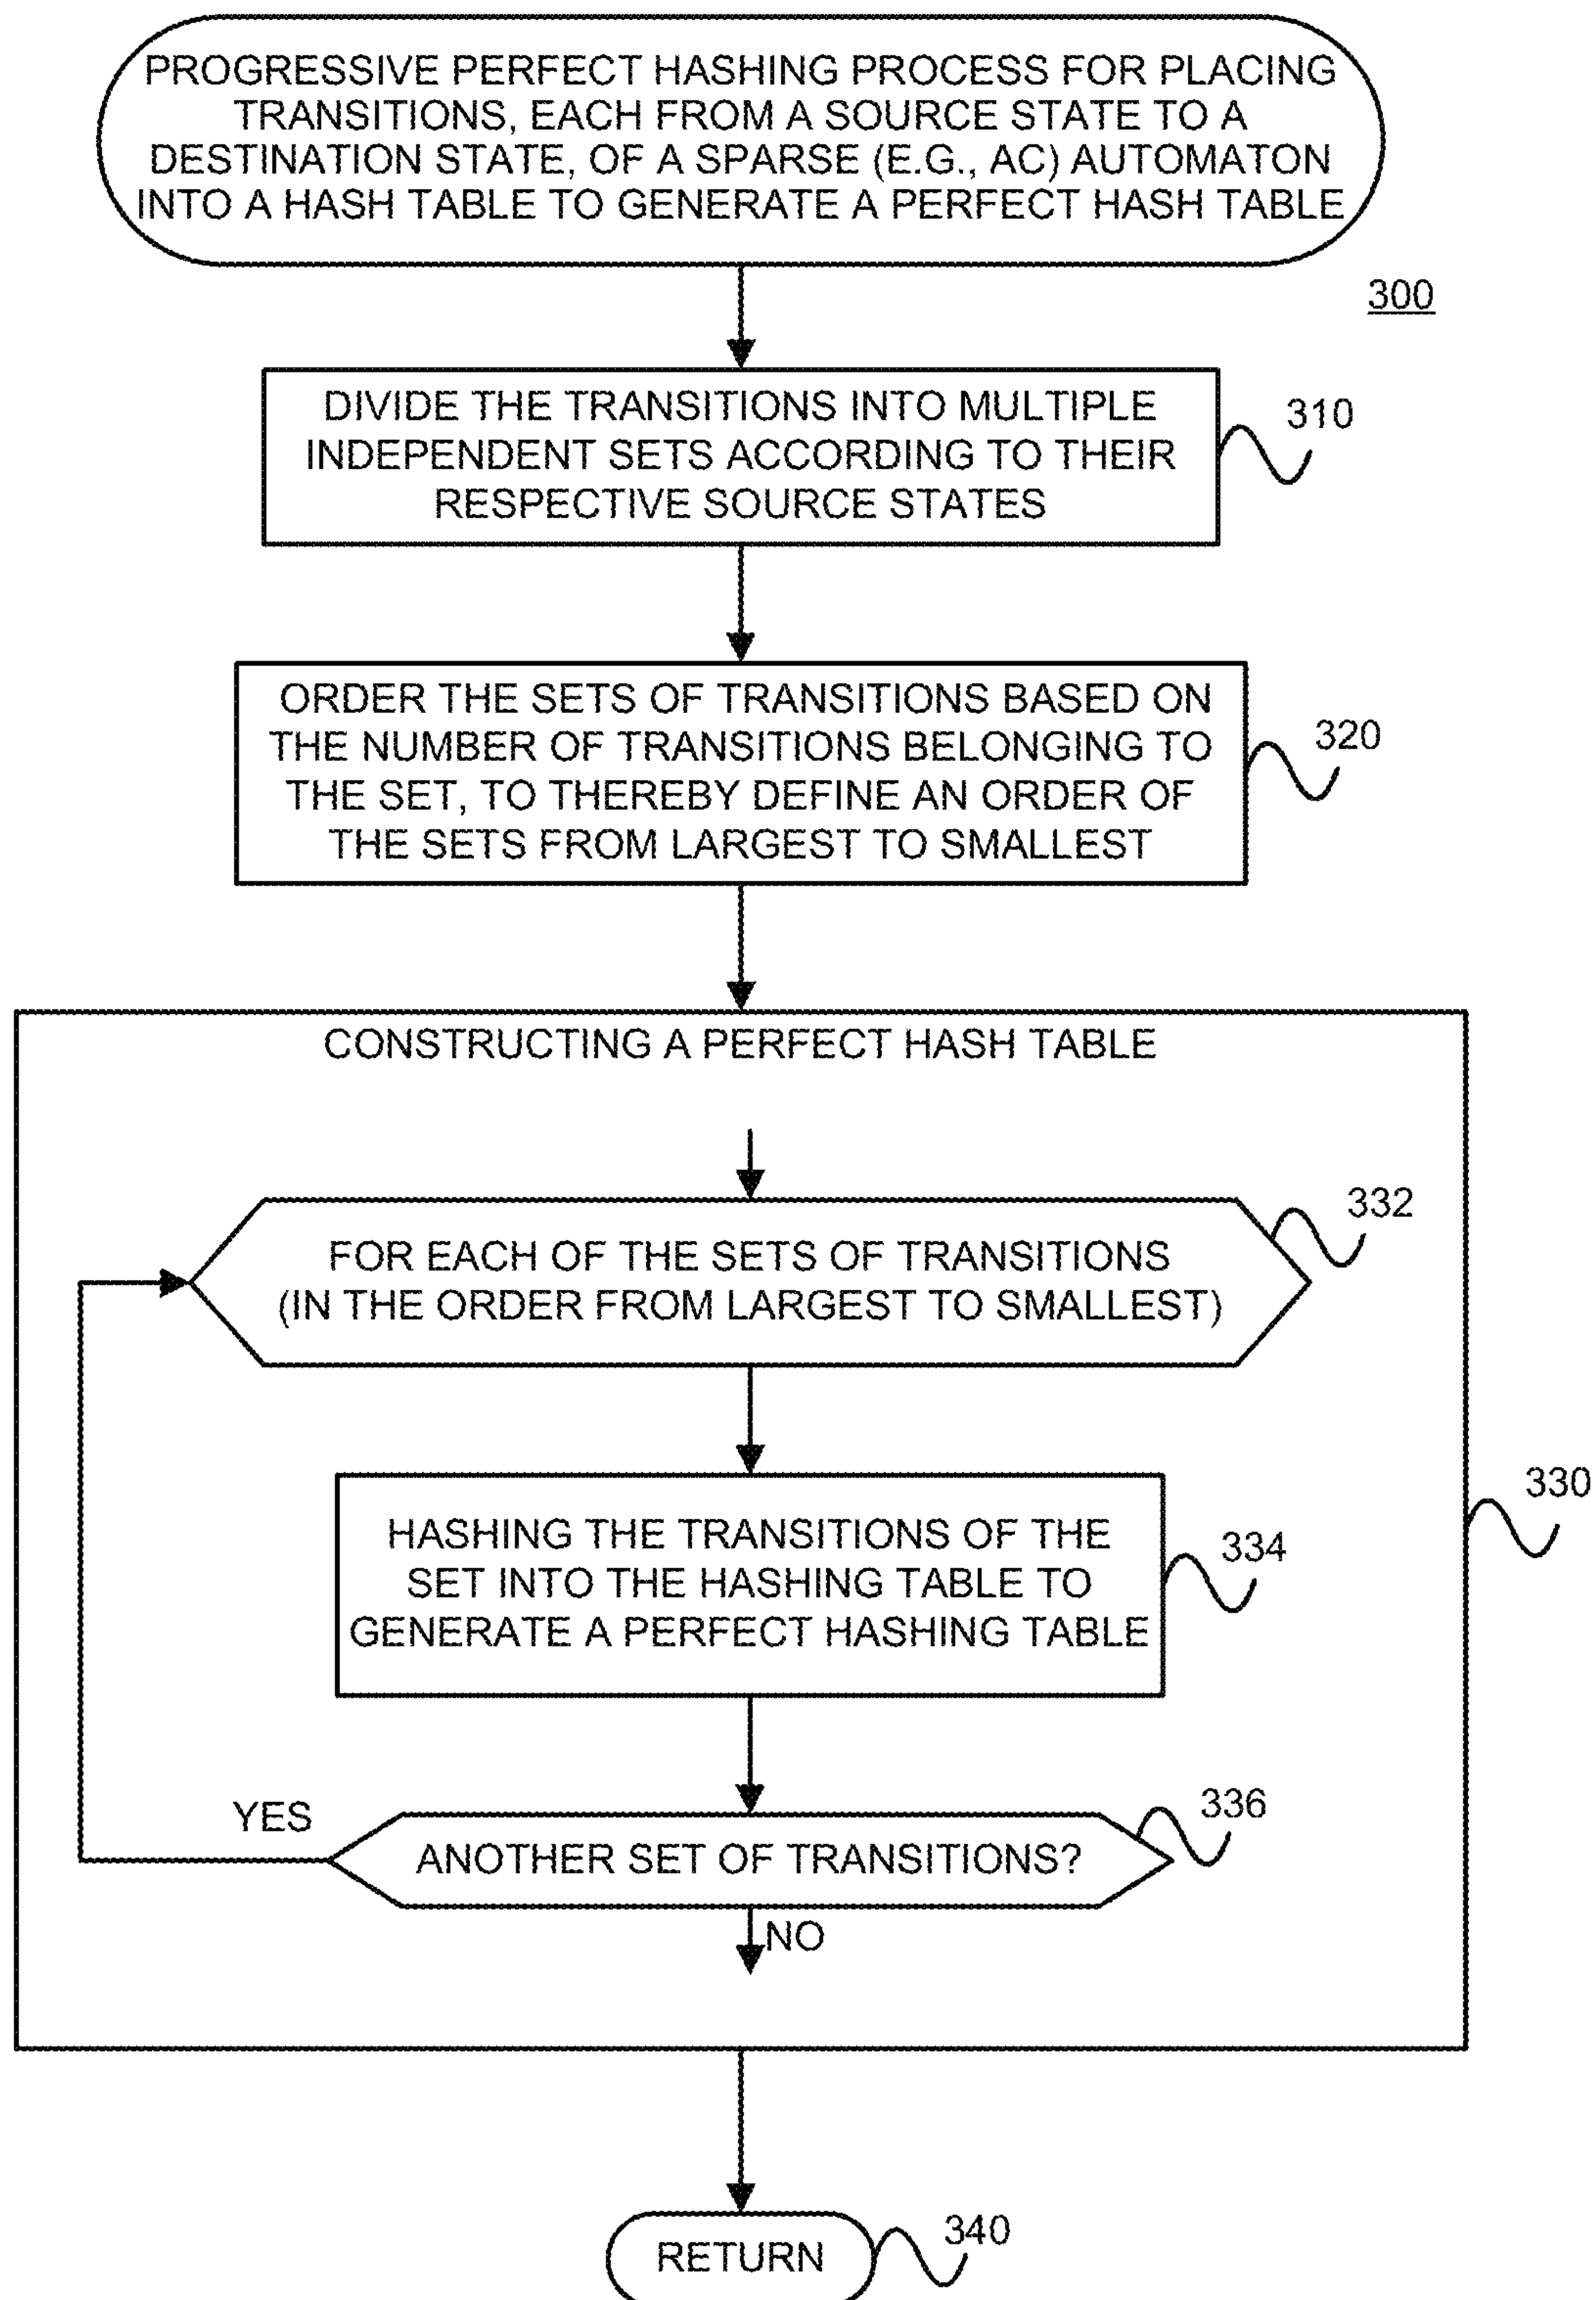 PROGRESSIVE PERFECT HASHING PROCESS FOR PLACING
TRANSITIONS, EACH FROM A SOURCE STATE TO A
DESTINATION STATE, OF A SPARSE (E.G., AC) AUTOMATON
INTO A HASH TABLE TO GENERATE A PERFECT HASH TABLE
300
DIVIDE THE TRANSITIONS INTO MULTIPLE
INDEPENDENT SETS ACCORDING TO THEIR
RESPECTIVE SOURCE STATES
310
ORDER THE SETS OF TRANSITIONS BASED ON
THE NUMBER OF TRANSITIONS BELONGING TO
THE SET, TO THEREBY DEFINE AN ORDER OF
THE SETS FROM LARGEST TO SMALLEST
320
CONSTRUCTING A PERFECT HASH TABLE
332
FOR EACH OF THE SETS OF TRANSITIONS
(IN THE ORDER FROM LARGEST TO SMALLEST)
330
HASHING THE TRANSITIONS OF THE
SET INTO THE HASHING TABLE TO
GENERATE A PERFECT HASHING TABLE
334
YES
336
ANOTHER SET OF TRANSITIONS?
NO
340
RETURN